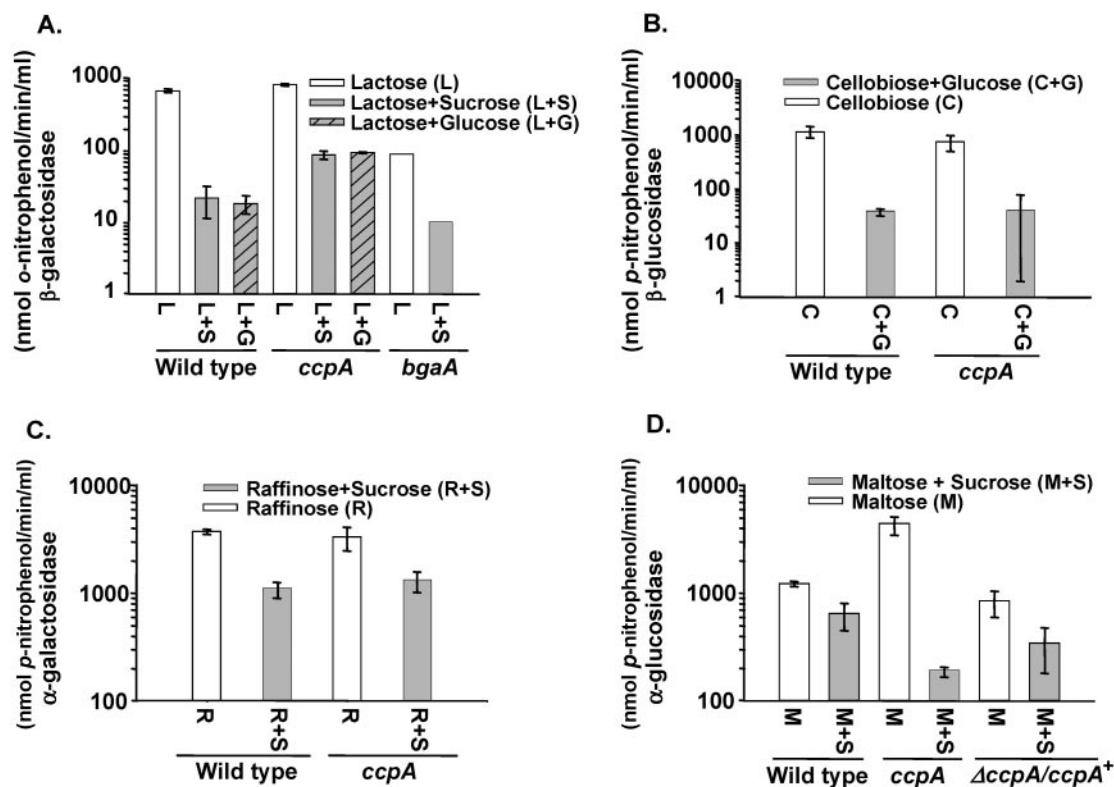 A.
(nmol o-nitrophenol/min/ml)
β-galactosidase
1000
100
10
1
Lactose (L)
Lactose+Sucrose (L+S)
Lactose+Glucose (L+G)
L
L+S
L+G
L
L+S
L+G
L
L+S
Wild type
ccpA
bgaA
B.
(nmol p-nitrophenol/min/ml)
β-glucosidase
10000
1000
100
10
1
Cellobiose+Glucose (C+G)
Cellobiose (C)
C
C+G
C
C+G
Wild type
ccpA
C.
(nmol p-nitrophenol/min/ml)
α-galactosidase
10000
1000
100
Raffinose+Sucrose (R+S)
Raffinose (R)
R
R+S
R
R+S
Wild type
ccpA
D.
(nmol p-nitrophenol/min/ml)
α-glucosidase
10000
1000
100
Maltose + Sucrose (M+S)
Maltose (M)
M
M+S
M
M+S
M
M+S
Wild type
ccpA
ΔccpA/ccpA⁺